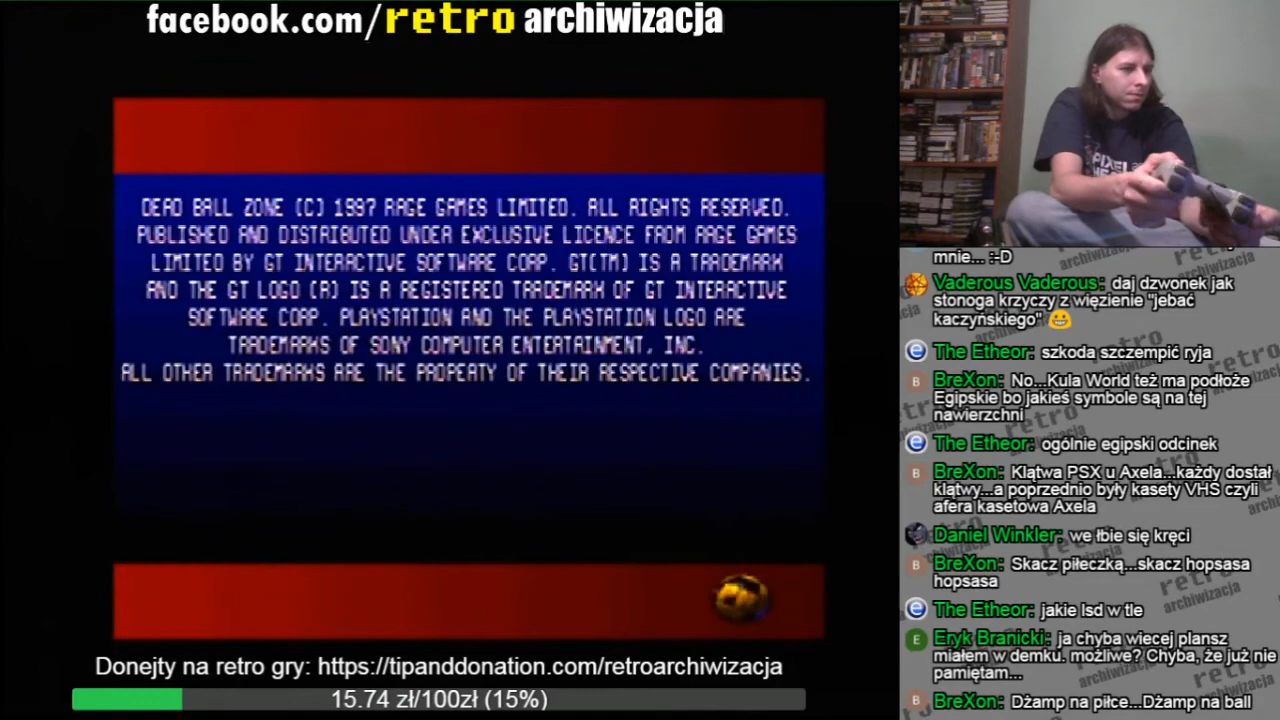 facebook.com/retro archiwizacja
DEAD BALL ZONE (C) 1997 RAGE GAMES LIMITED. ALL RIGHTS RESERVED.
PUBLISHED AND DISTRIBUTED UNDER EXCLUSIVE LICENCE FROM RAGE GAMES
LIMITED BY GT INTERACTIVE SOFTWARE CORP. GT(TM) IS A TRADEMARK
AND THE GT LOGO (R) IS A REGISTERED TRADEMARK OF GT INTERACTIVE
SOFTWARE CORP. PLAYSTATION AND THE PLAYSTATION LOGO ARE
TRADEMARKS OF SONY COMPUTER ENTERTAINMENT, INC.
ALL OTHER TRADEMARKS ARE THE PROPERTY OF THEIR RESPECTIVE COMPANIES.
Donejty na retro gry: https://tipanddonation.com/retroarchiwizacja
15.74 zł/100zł (15%)
PIXEL
mnie... :-D
Vaderous Vaderous: daj dzwonek jak
stonoga krzyczy z więzienie "jebać
kaczyńskiego" 😀
The Etheor: szkoda szczempić ryja
BreXon: No...Kula World też ma podłoże
Egipskie bo jakieś symbole są na tej
nawierzchni
The Etheor: ogólnie egipski odcinek
BreXon: Klątwa PSX u Axela...każdy dostał
klątwy...a poprzednio były kasety VHS czyli
afera kasetowa Axela
Daniel Winkler: we łbie się kręci
BreXon: Skacz piłeczką...skacz hopsasa
hopsasa
The Etheor: jakie lsd w tle
Eryk Branicki: ja chyba wiecej plansz
miałem w demku. możliwe? Chyba, że już nie
pamiętam...
BreXon: Dżamp na piłce...Dżamp na ball
retro
archiwizacja